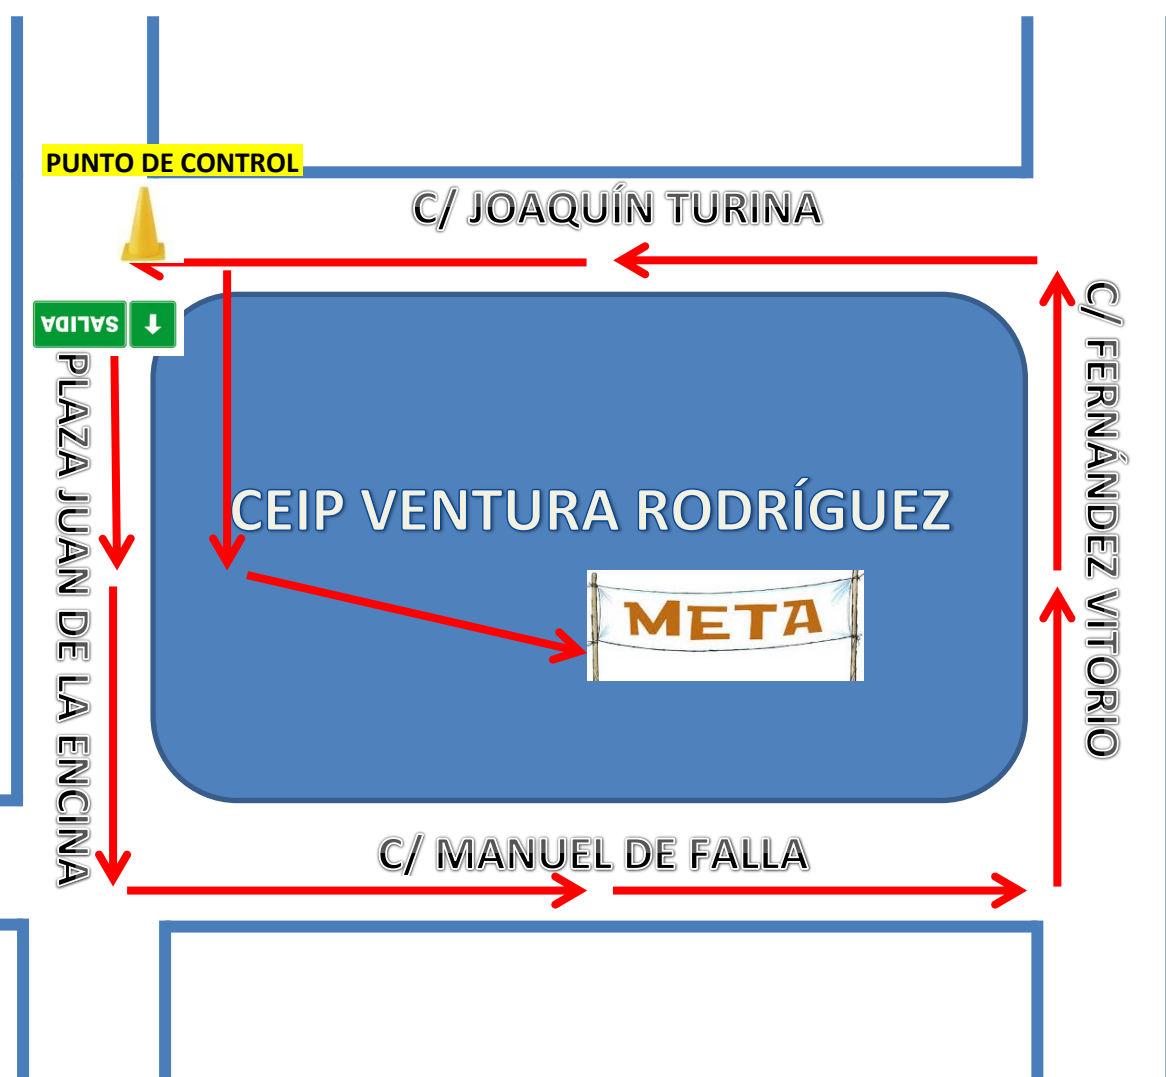 PUNTO DE CONTROL
C/ JOAQUÍN TURINA
SALIDA
PLAZA JUAN DE LA ENCINA
C/ FERNÁNDEZ VITORIO
CEIP VENTURA RODRÍGUEZ
META
C/ MANUEL DE FALLA